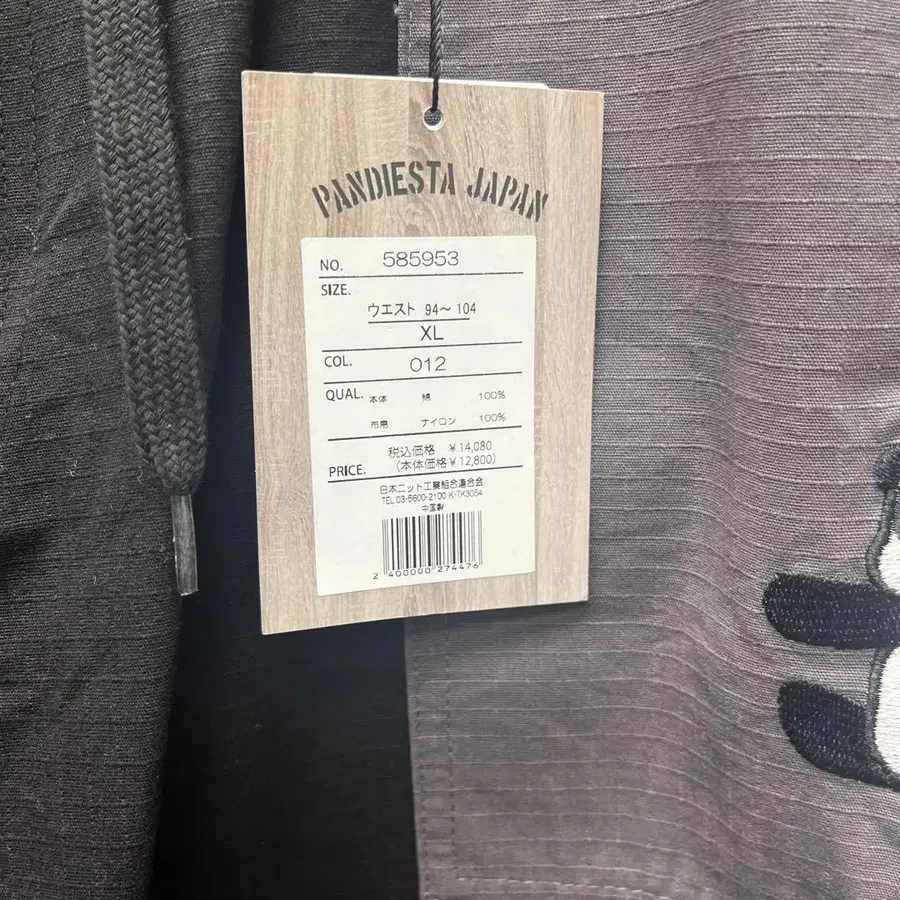 PANDIESTA JAPAN
NO. 585953
SIZE.
ウエスト 94～104
XL
COL. 012
QUAL. 本体 綿 100%
布帛 ナイロン 100%
税込価格 ￥14,080
PRICE. (本体価格￥12,800)
日本ニット工業組合連合会
TEL.03-5600-2100 K-TK3054
中国製
2 400000 274476